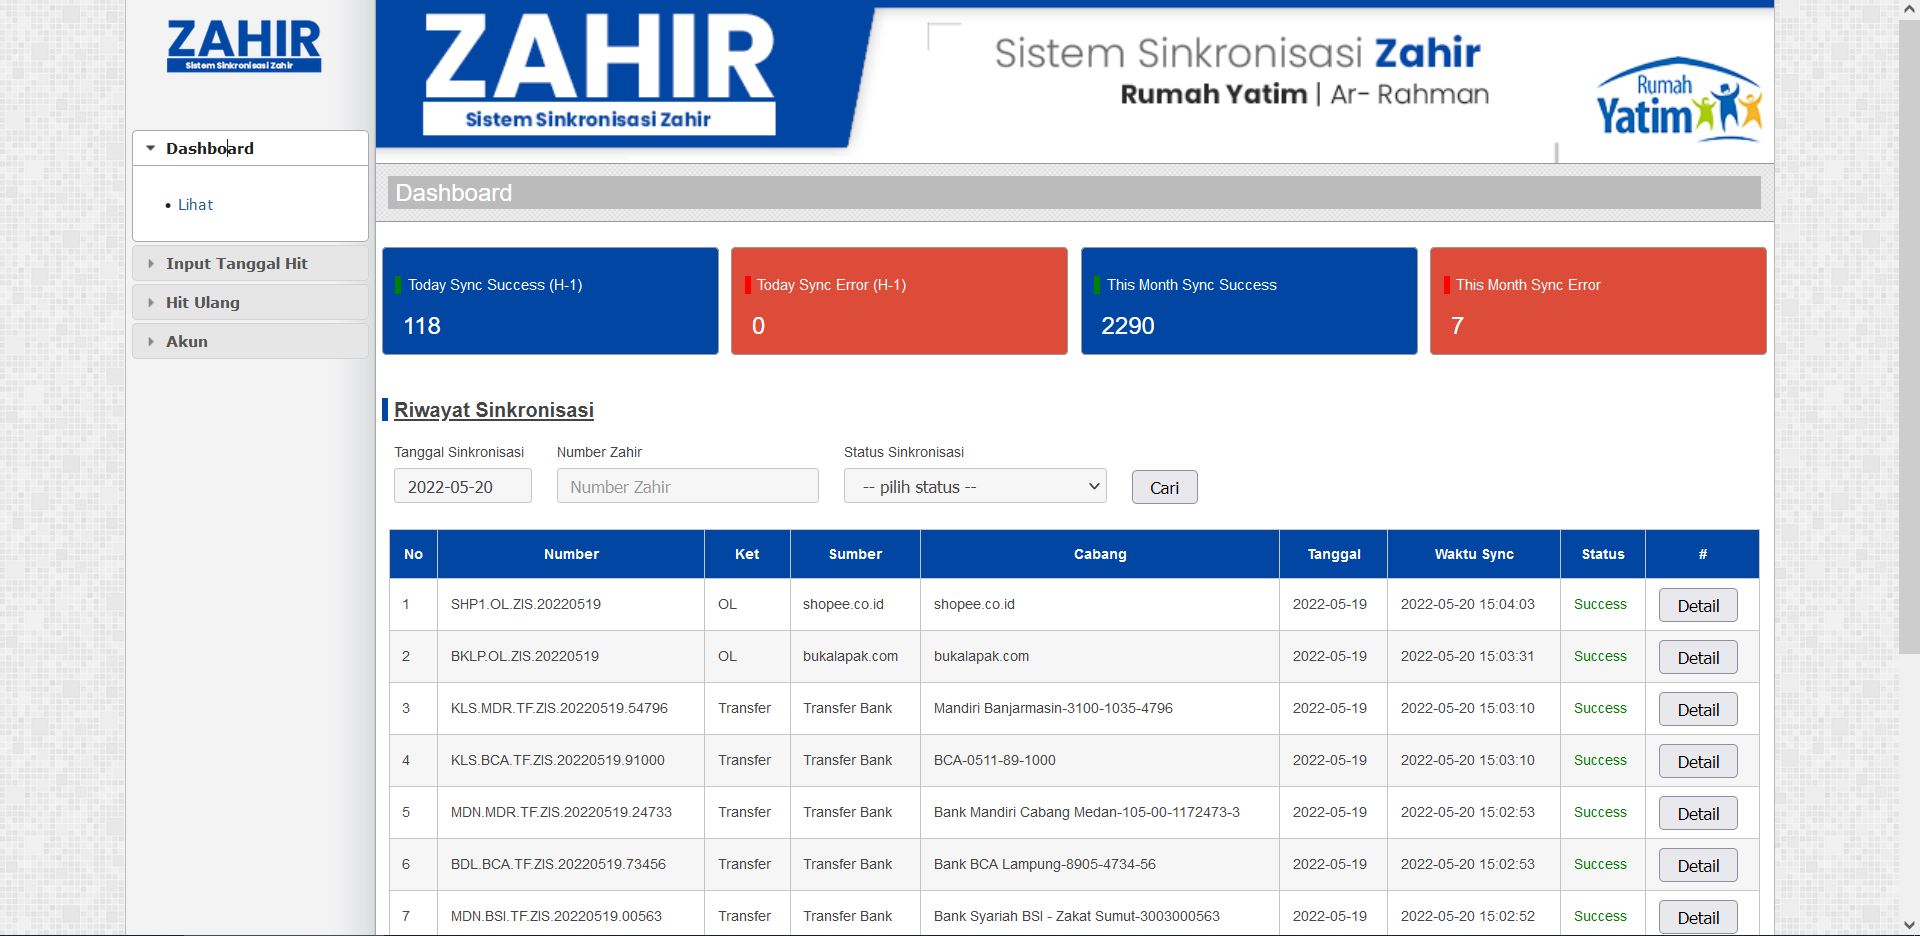 ZAHIR
Sistem Sinkronisasi Zahir
Dashboard
Lihat
Input Tanggal Hit
Hit Ulang
Akun
ZAHIR
Sistem Sinkronisasi Zahir
Sistem Sinkronisasi Zahir
Rumah Yatim | Ar- Rahman
Rumah
Yatim
Dashboard
Today Sync Success (H-1)
118
Today Sync Error (H-1)
0
This Month Sync Success
2290
This Month Sync Error
7
Riwayat Sinkronisasi
Tanggal Sinkronisasi Number Zahir Status Sinkronisasi
2022-05-20 Number Zahir -- pilih status -- Cari
No Number Ket Sumber Cabang Tanggal Waktu Sync Status #
1 SHP1.OL.ZIS.20220519 OL shopee.co.id shopee.co.id 2022-05-19 2022-05-20 15:04:03 Success Detail
2 BKLP.OL.ZIS.20220519 OL bukalapak.com bukalapak.com 2022-05-19 2022-05-20 15:03:31 Success Detail
3 KLS.MDR.TF.ZIS.20220519.54796 Transfer Transfer Bank Mandiri Banjarmasin-3100-1035-4796 2022-05-19 2022-05-20 15:03:10 Success Detail
4 KLS.BCA.TF.ZIS.20220519.91000 Transfer Transfer Bank BCA-0511-89-1000 2022-05-19 2022-05-20 15:03:10 Success Detail
5 MDN.MDR.TF.ZIS.20220519.24733 Transfer Transfer Bank Bank Mandiri Cabang Medan-105-00-1172473-3 2022-05-19 2022-05-20 15:02:53 Success Detail
6 BDL.BCA.TF.ZIS.20220519.73456 Transfer Transfer Bank Bank BCA Lampung-8905-4734-56 2022-05-19 2022-05-20 15:02:53 Success Detail
7 MDN.BSI.TF.ZIS.20220519.00563 Transfer Transfer Bank Bank Syariah BSI - Zakat Sumut-3003000563 2022-05-19 2022-05-20 15:02:52 Success Detail